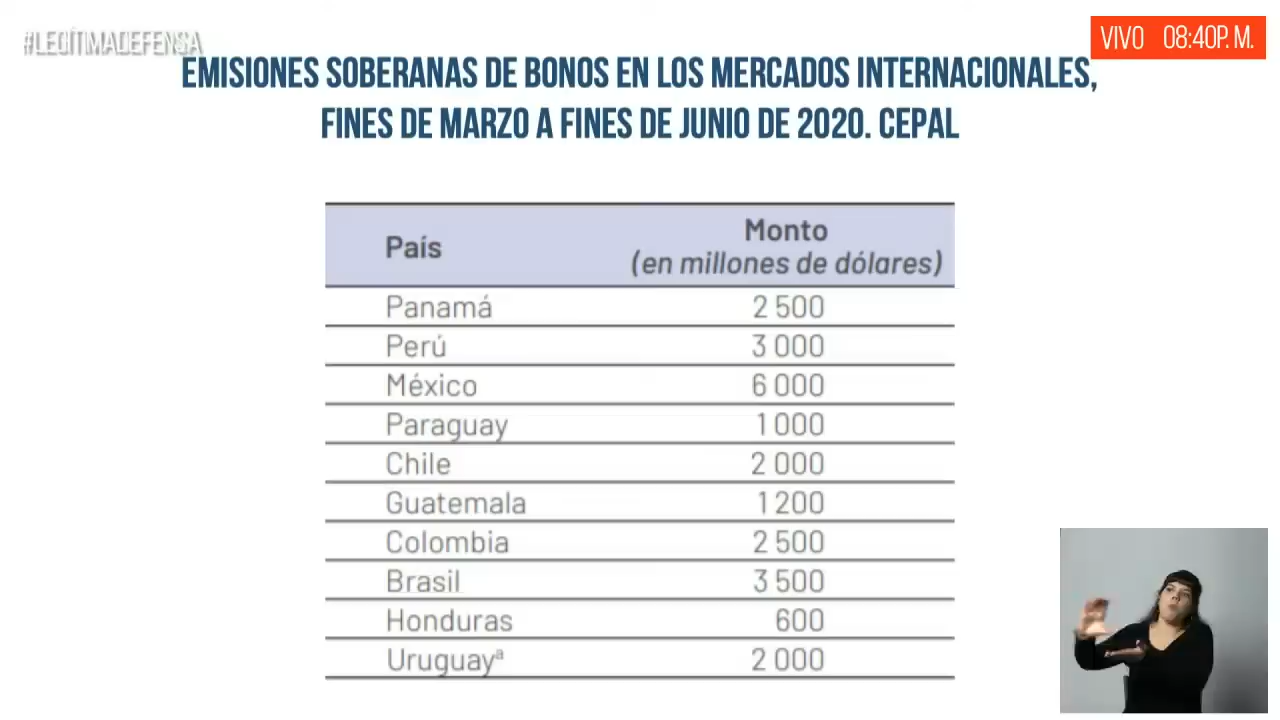 #LEGÍTIMADEFENSA
VIVO 08:40P. M.
EMISIONES SOBERANAS DE BONOS EN LOS MERCADOS INTERNACIONALES,
FINES DE MARZO A FINES DE JUNIO DE 2020. CEPAL
País Monto
(en millones de dólares)
Panamá 2 500
Perú 3 000
México 6 000
Paraguay 1 000
Chile 2 000
Guatemala 1 200
Colombia 2 500
Brasil 3 500
Honduras 600
Uruguayª 2 000